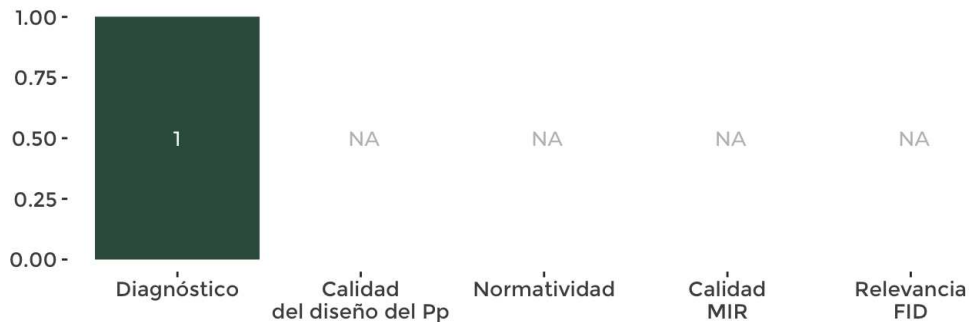 1.00
0.75
0.50
0.25
0.00
1
NA
NA
NA
NA
Diagnóstico
Calidad
del diseño del Pp
Normatividad
Calidad
MIR
Relevancia
FID